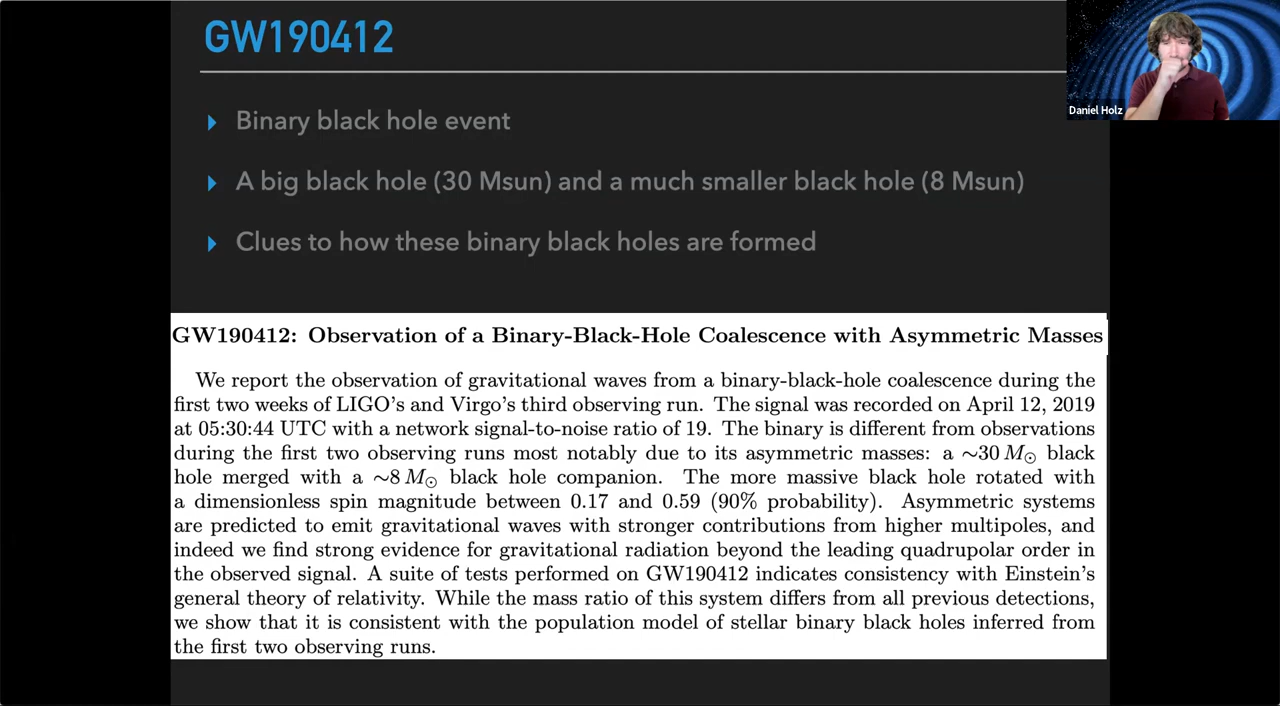 GW190412
Daniel Holz
Binary black hole event
A big black hole (30 Msun) and a much smaller black hole (8 Msun)
Clues to how these binary black holes are formed
GW190412: Observation of a Binary-Black-Hole Coalescence with Asymmetric Masses
We report the observation of gravitational waves from a binary-black-hole coalescence during the
first two weeks of LIGO's and Virgo's third observing run. The signal was recorded on April 12, 2019
at 05:30:44 UTC with a network signal-to-noise ratio of 19. The binary is different from observations
during the first two observing runs most notably due to its asymmetric masses: a ∼30 M⊙ black
hole merged with a ∼8 M⊙ black hole companion. The more massive black hole rotated with
a dimensionless spin magnitude between 0.17 and 0.59 (90% probability). Asymmetric systems
are predicted to emit gravitational waves with stronger contributions from higher multipoles, and
indeed we find strong evidence for gravitational radiation beyond the leading quadrupolar order in
the observed signal. A suite of tests performed on GW190412 indicates consistency with Einstein's
general theory of relativity. While the mass ratio of this system differs from all previous detections,
we show that it is consistent with the population model of stellar binary black holes inferred from
the first two observing runs.